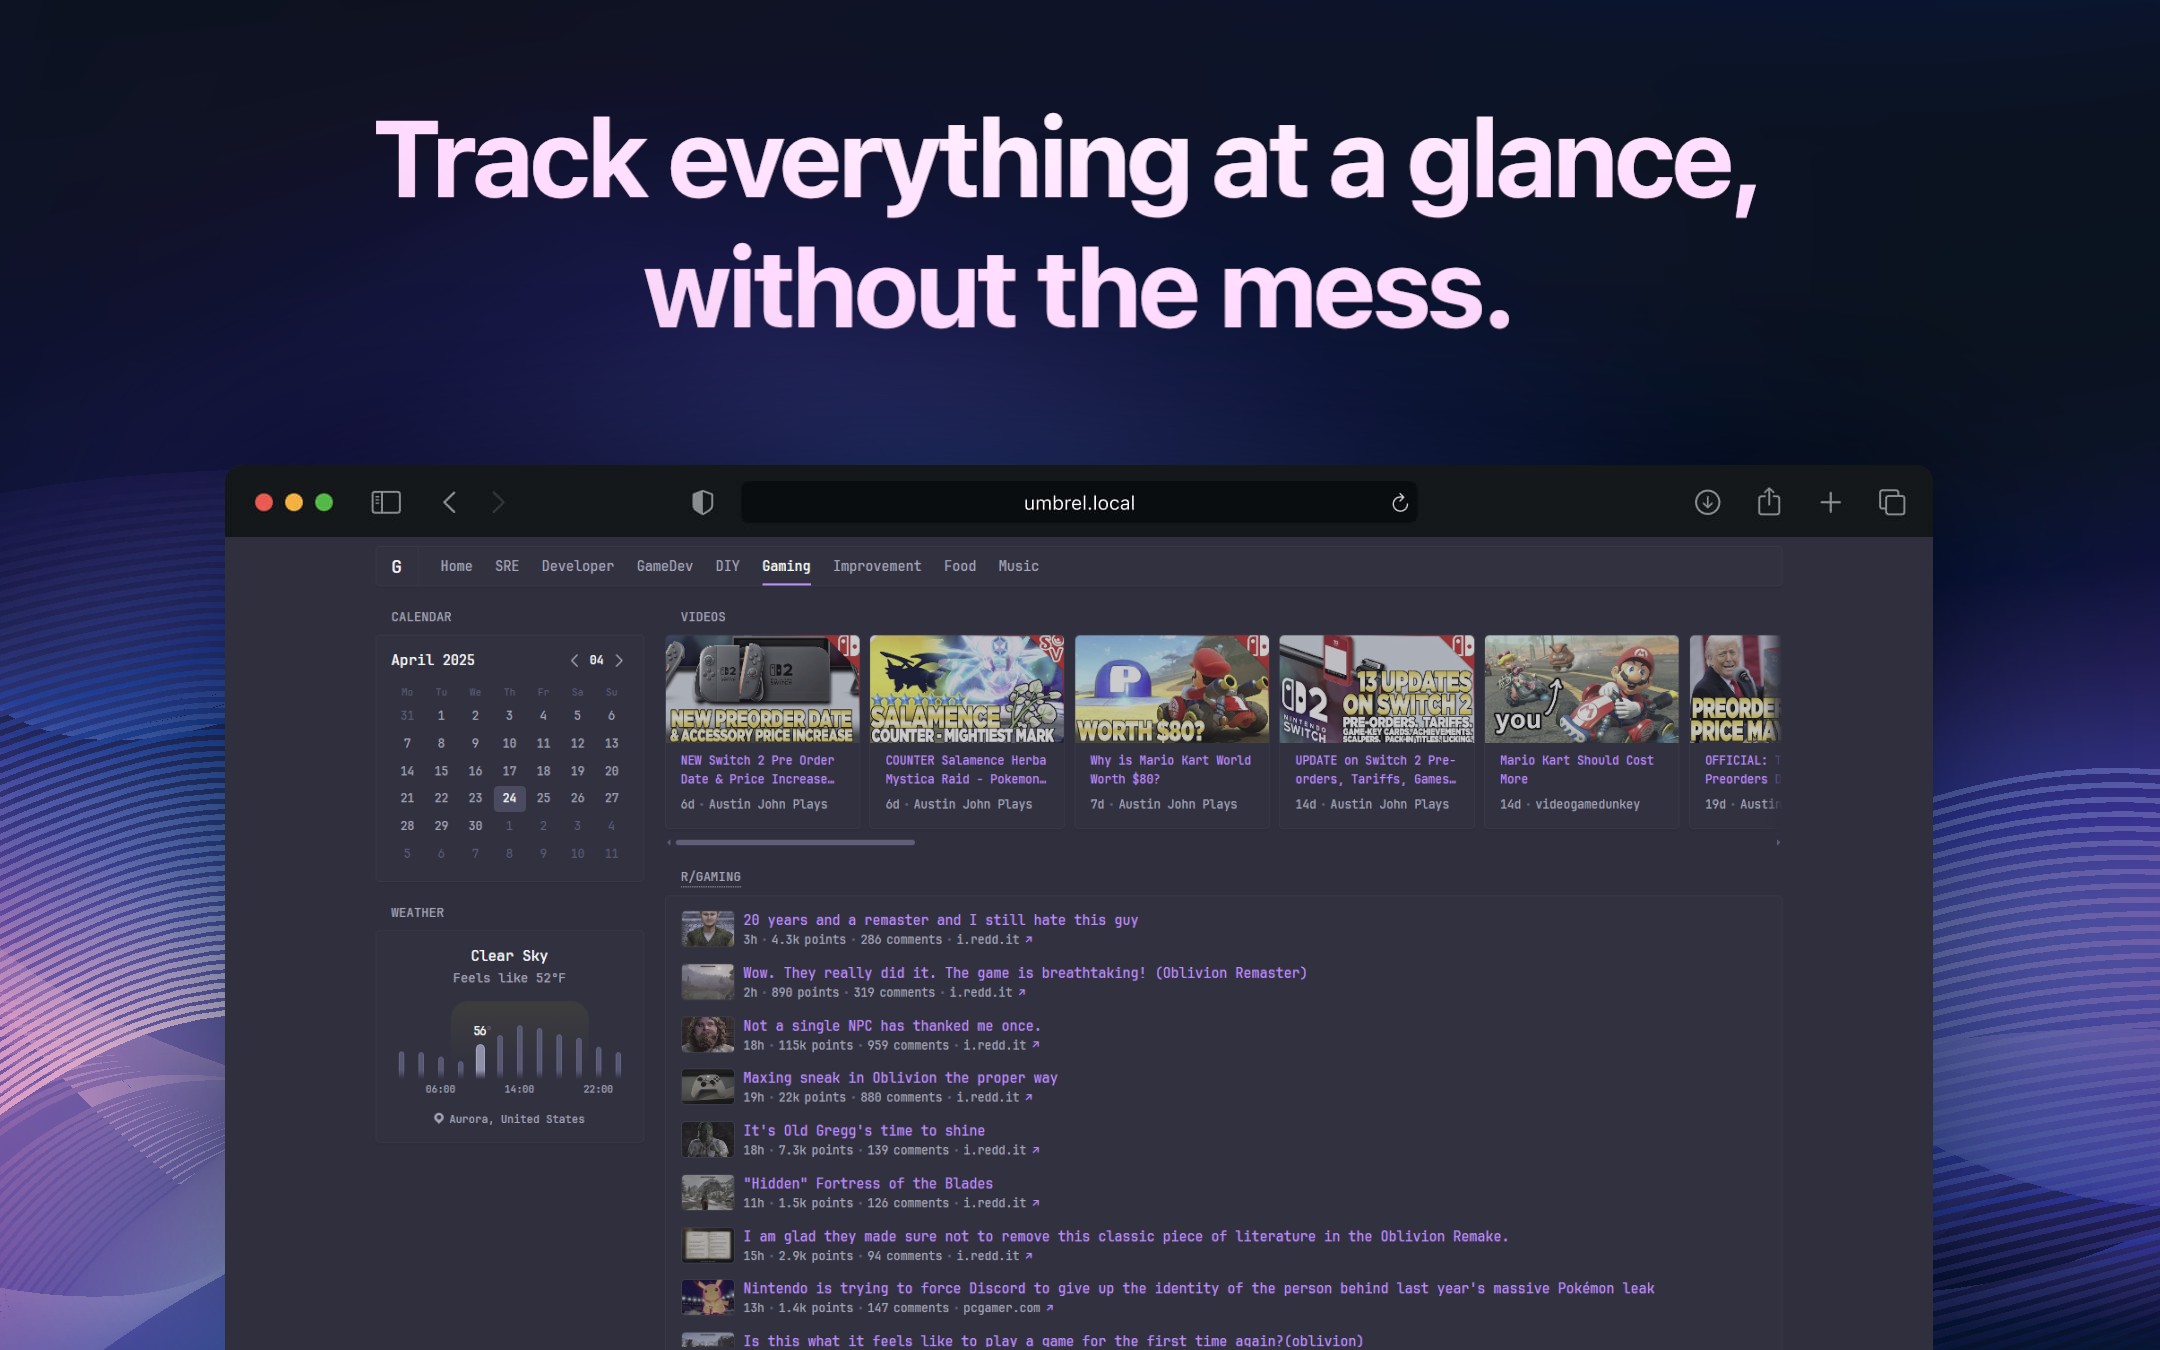 Track everything at a glance,
without the mess.
umbrel.local
G Home SRE Developer GameDev DIY Gaming Improvement Food Music
CALENDAR
April 2025 04
Mo Tu We Th Fr Sa Su
31 1 2 3 4 5 6
7 8 9 10 11 12 13
14 15 16 17 18 19 20
21 22 23 24 25 26 27
28 29 30 1 2 3 4
5 6 7 8 9 10 11
WEATHER
Clear Sky
Feels like 52°F
56°
06:00 14:00 22:00
Aurora, United States
VIDEOS
NEW PREORDER DATE
& ACCESSORY PRICE INCREASE
NEW Switch 2 Pre Order
Date & Price Increase…
6d • Austin John Plays
SV
SALAMENCE
COUNTER - MIGHTIEST MARK
COUNTER Salamence Herba
Mystica Raid - Pokemon…
6d • Austin John Plays
P
WORTH $80?
Why is Mario Kart World
Worth $80?
7d • Austin John Plays
2
NINTENDO
SWITCH
13 UPDATES
ON SWITCH 2
PRE-ORDERS, TARIFFS,
GAME-KEY CARDS, ACHIEVEMENTS,
SCALPERS, PACK-IN TITLES, LICKING
UPDATE on Switch 2 Pre-
orders, Tariffs, Games…
14d • Austin John Plays
you
Mario Kart Should Cost
More
14d • videogamedunkey
PREORDE
PRICE MA
OFFICIAL:
Preorders
19d • Austin
R/GAMING
20 years and a remaster and I still hate this guy
3h • 4.3k points • 286 comments • i.redd.it
Wow. They really did it. The game is breathtaking! (Oblivion Remaster)
2h • 890 points • 319 comments • i.redd.it
Not a single NPC has thanked me once.
18h • 115k points • 959 comments • i.redd.it
Maxing sneak in Oblivion the proper way
19h • 22k points • 880 comments • i.redd.it
It's Old Gregg's time to shine
18h • 7.3k points • 139 comments • i.redd.it
"Hidden" Fortress of the Blades
11h • 1.5k points • 126 comments • i.redd.it
I am glad they made sure not to remove this classic piece of literature in the Oblivion Remake.
15h • 2.9k points • 94 comments • i.redd.it
Nintendo is trying to force Discord to give up the identity of the person behind last year's massive Pokémon leak
13h • 1.4k points • 147 comments • pcgamer.com
Is this what it feels like to play a game for the first time again?(oblivion)